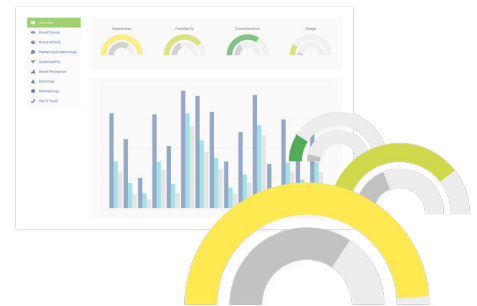 Overview
Brand Funnel
Brand Affinity
Marketing Breakthrough
Sustainability
Brand Perception
Download
Methodology
Get in Touch
Awareness
Familiarity
Consideration
Usage